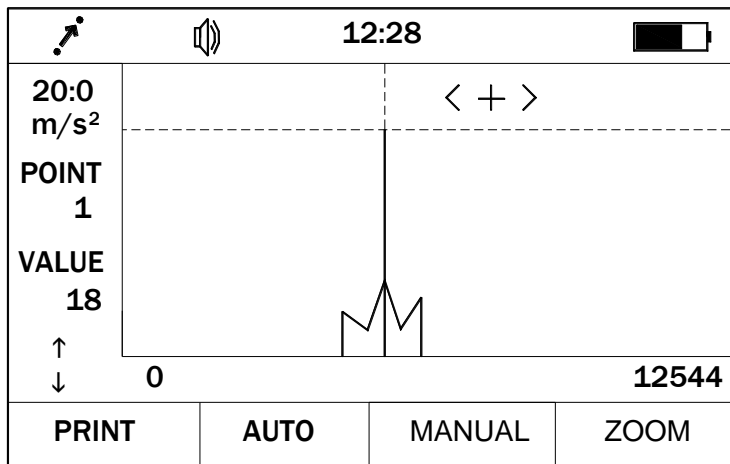 12:28
20:0
m/s²
POINT
1
VALUE
18
↑
↓
< + >
0 12544
PRINT AUTO MANUAL ZOOM